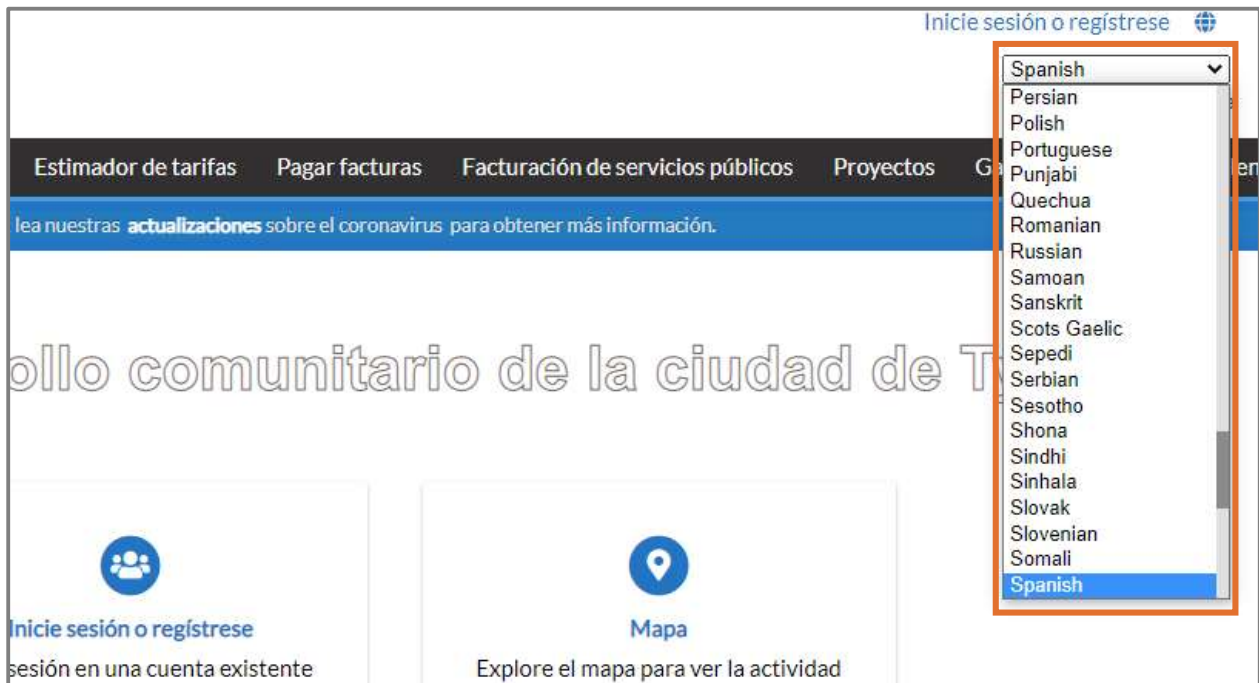 Inicie sesión o regístrese
Spanish
Persian
Polish
Portuguese
Punjabi
Quechua
Romanian
Russian
Samoan
Sanskrit
Scots Gaelic
Sepedi
Serbian
Sesotho
Shona
Sindhi
Sinhala
Slovak
Slovenian
Somali
Spanish
Estimador de tarifas Pagar facturas Facturación de servicios públicos Proyectos
lea nuestras actualizaciones sobre el coronavirus para obtener más información.
ollo comunitario de la ciudad de
Inicie sesión o regístrese
sesión en una cuenta existente
Mapa
Explore el mapa para ver la actividad